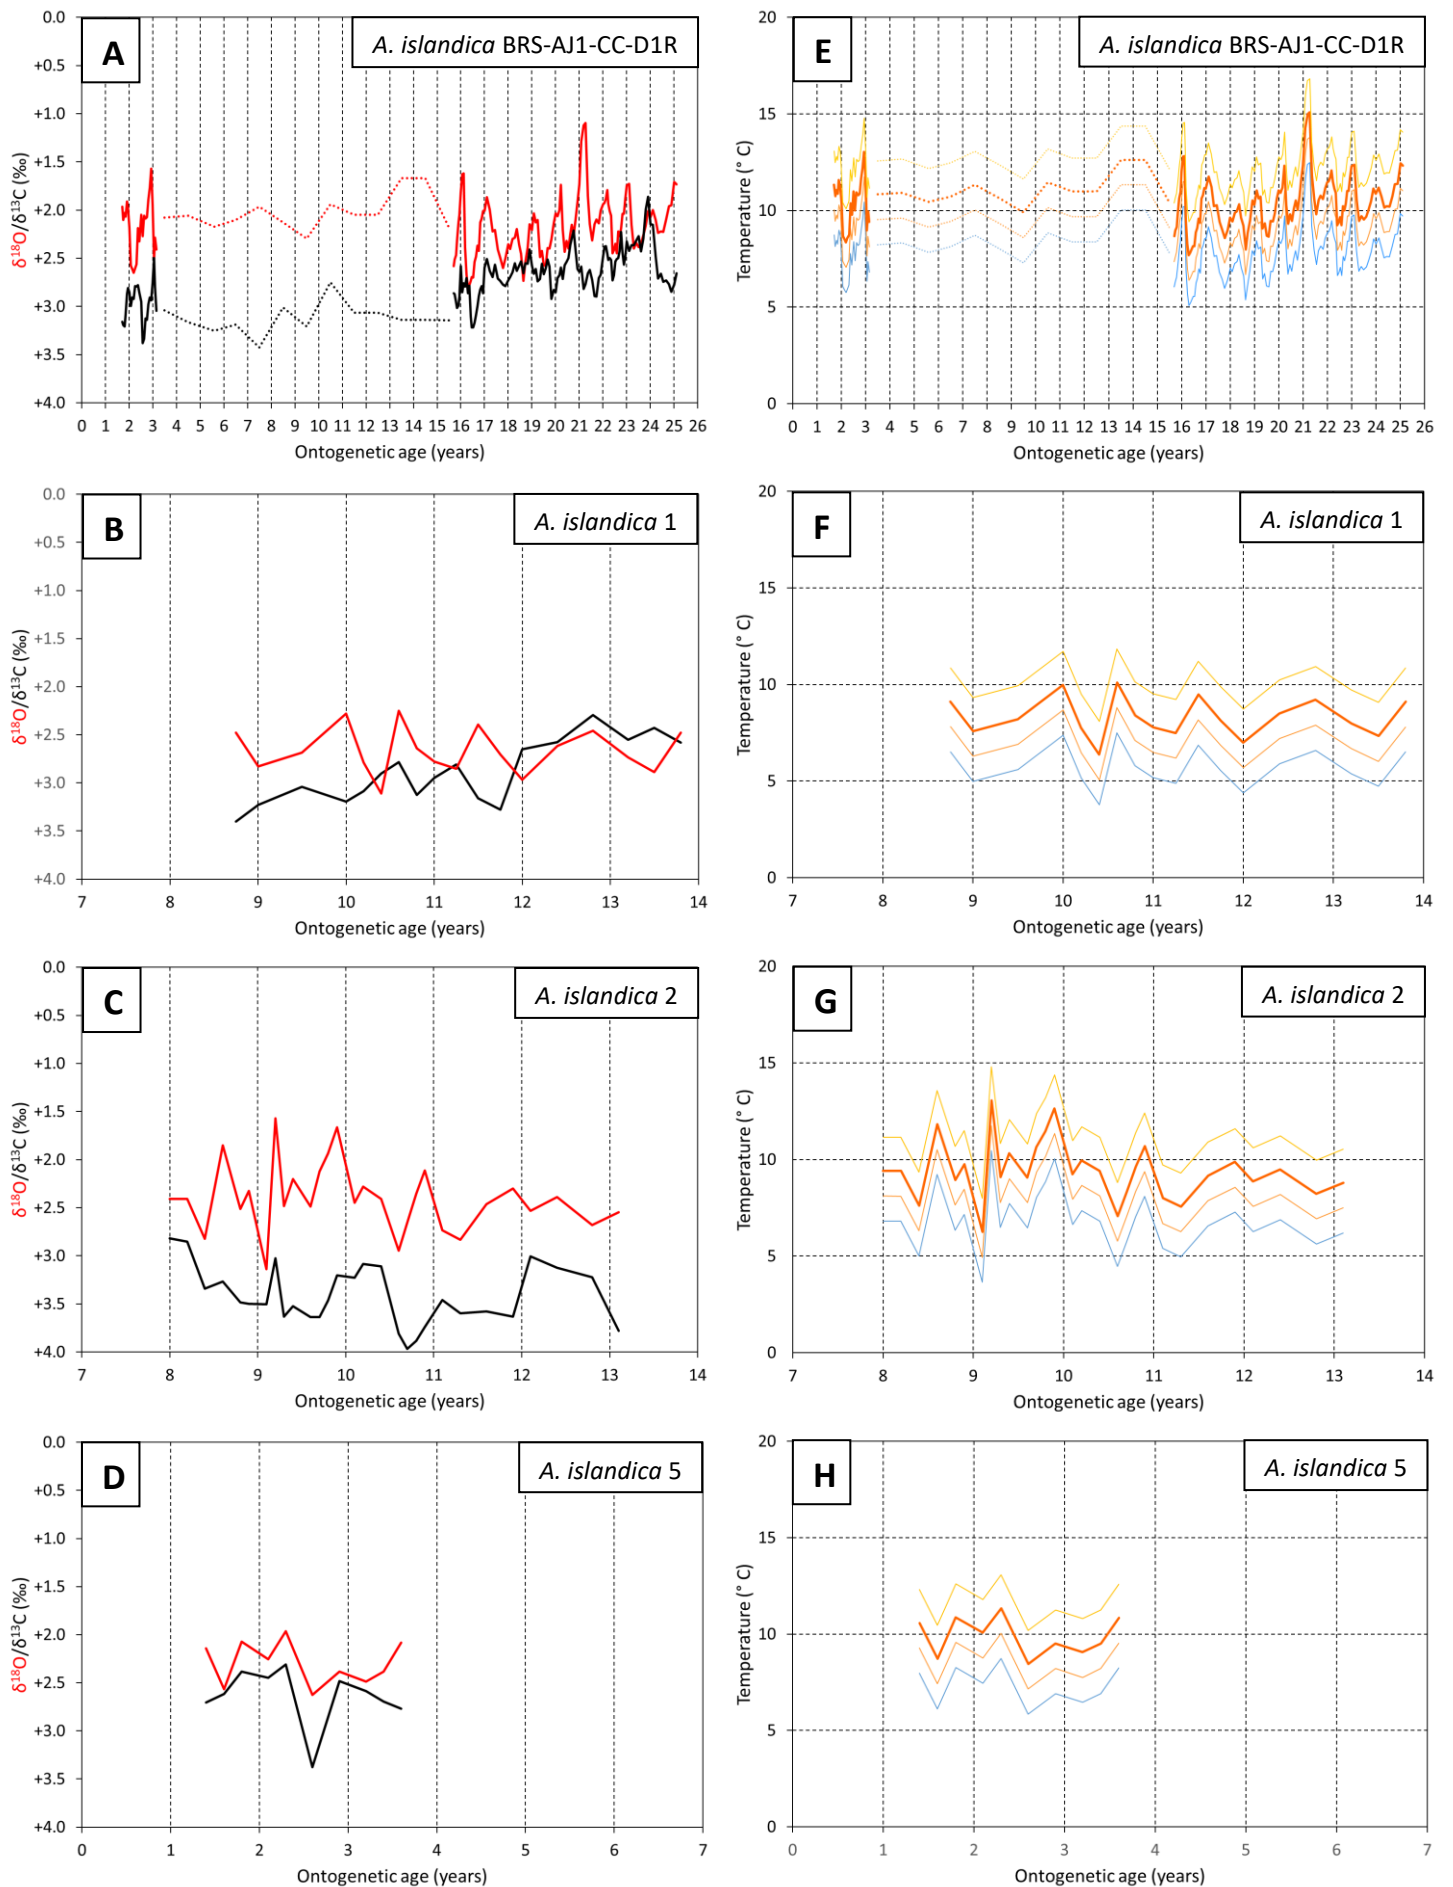 A
A. islandica BRS-AJ1-CC-D1R
0.0
+0.5
+1.0
+1.5
+2.0
+2.5
+3.0
+3.5
+4.0
δ18O/δ13C (‰)
0 1 2 3 4 5 6 7 8 9 10 11 12 13 14 15 16 17 18 19 20 21 22 23 24 25 26
Ontogenetic age (years)
E
A. islandica BRS-AJ1-CC-D1R
20
15
10
5
0
Temperature (° C)
0 1 2 3 4 5 6 7 8 9 10 11 12 13 14 15 16 17 18 19 20 21 22 23 24 25 26
Ontogenetic age (years)
B
A. islandica 1
0.0
+0.5
+1.0
+1.5
+2.0
+2.5
+3.0
+3.5
+4.0
δ18O/δ13C (‰)
7 8 9 10 11 12 13 14
Ontogenetic age (years)
F
A. islandica 1
20
15
10
5
0
Temperature (° C)
7 8 9 10 11 12 13 14
Ontogenetic age (years)
C
A. islandica 2
0.0
+0.5
+1.0
+1.5
+2.0
+2.5
+3.0
+3.5
+4.0
δ18O/δ13C (‰)
7 8 9 10 11 12 13 14
Ontogenetic age (years)
G
A. islandica 2
20
15
10
5
0
Temperature (° C)
7 8 9 10 11 12 13 14
Ontogenetic age (years)
D
A. islandica 5
0.0
+0.5
+1.0
+1.5
+2.0
+2.5
+3.0
+3.5
+4.0
δ18O/δ13C (‰)
0 1 2 3 4 5 6 7
Ontogenetic age (years)
H
A. islandica 5
20
15
10
5
0
Temperature (° C)
0 1 2 3 4 5 6 7
Ontogenetic age (years)